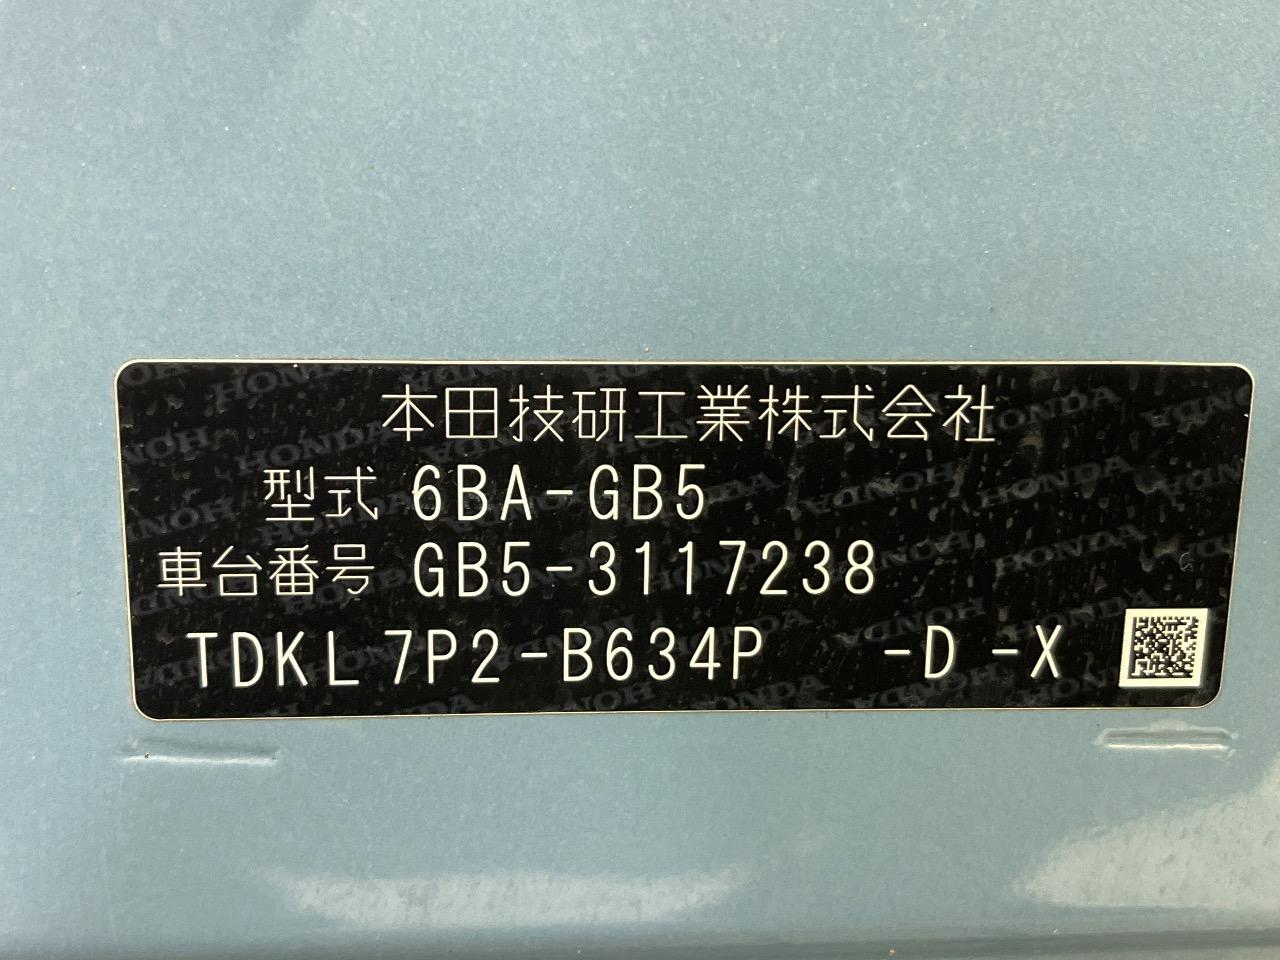 本田技研工業株式会社
型式 6BA-GB5
車台番号 GB5-3117238
TDKL7P2-B634P -D -X